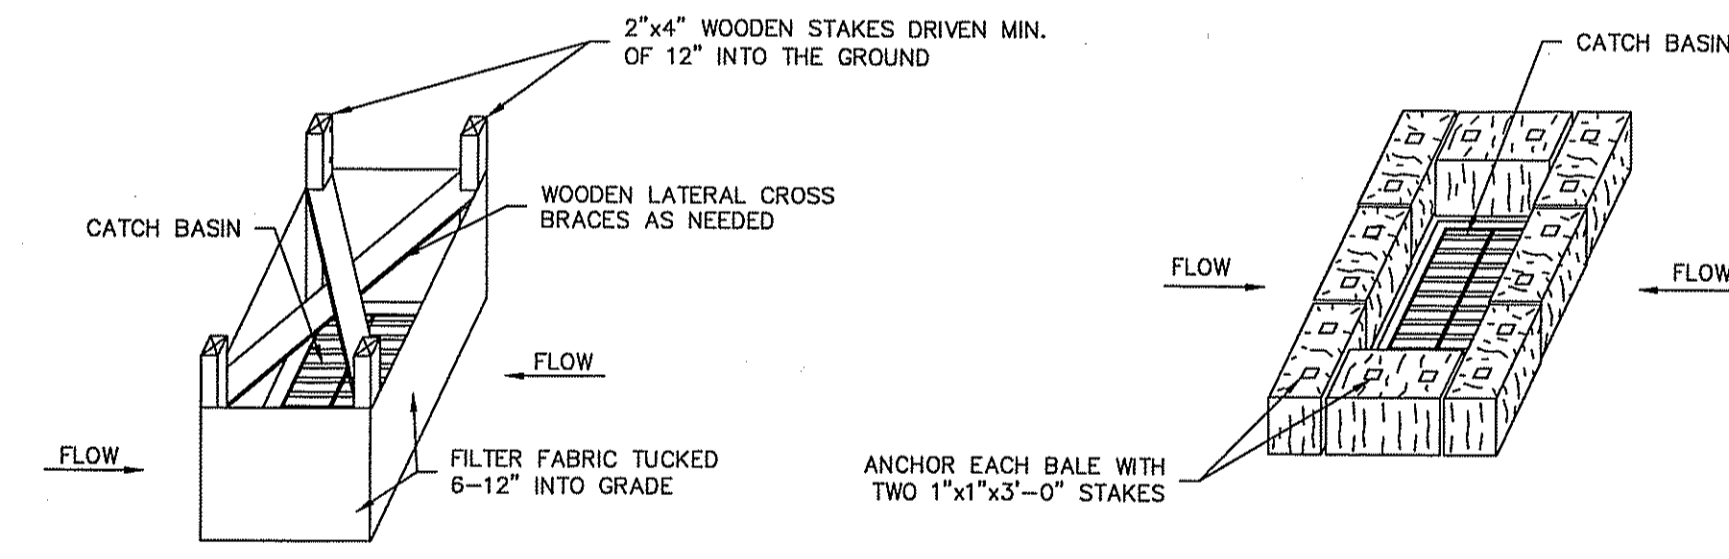 2"x4" WOODEN STAKES DRIVEN MIN.
OF 12" INTO THE GROUND
WOODEN LATERAL CROSS
BRACES AS NEEDED
CATCH BASIN
FLOW
FLOW
FILTER FABRIC TUCKED
6-12" INTO GRADE
CATCH BASIN
FLOW
FLOW
ANCHOR EACH BALE WITH
TWO 1"x1"x3'-0" STAKES